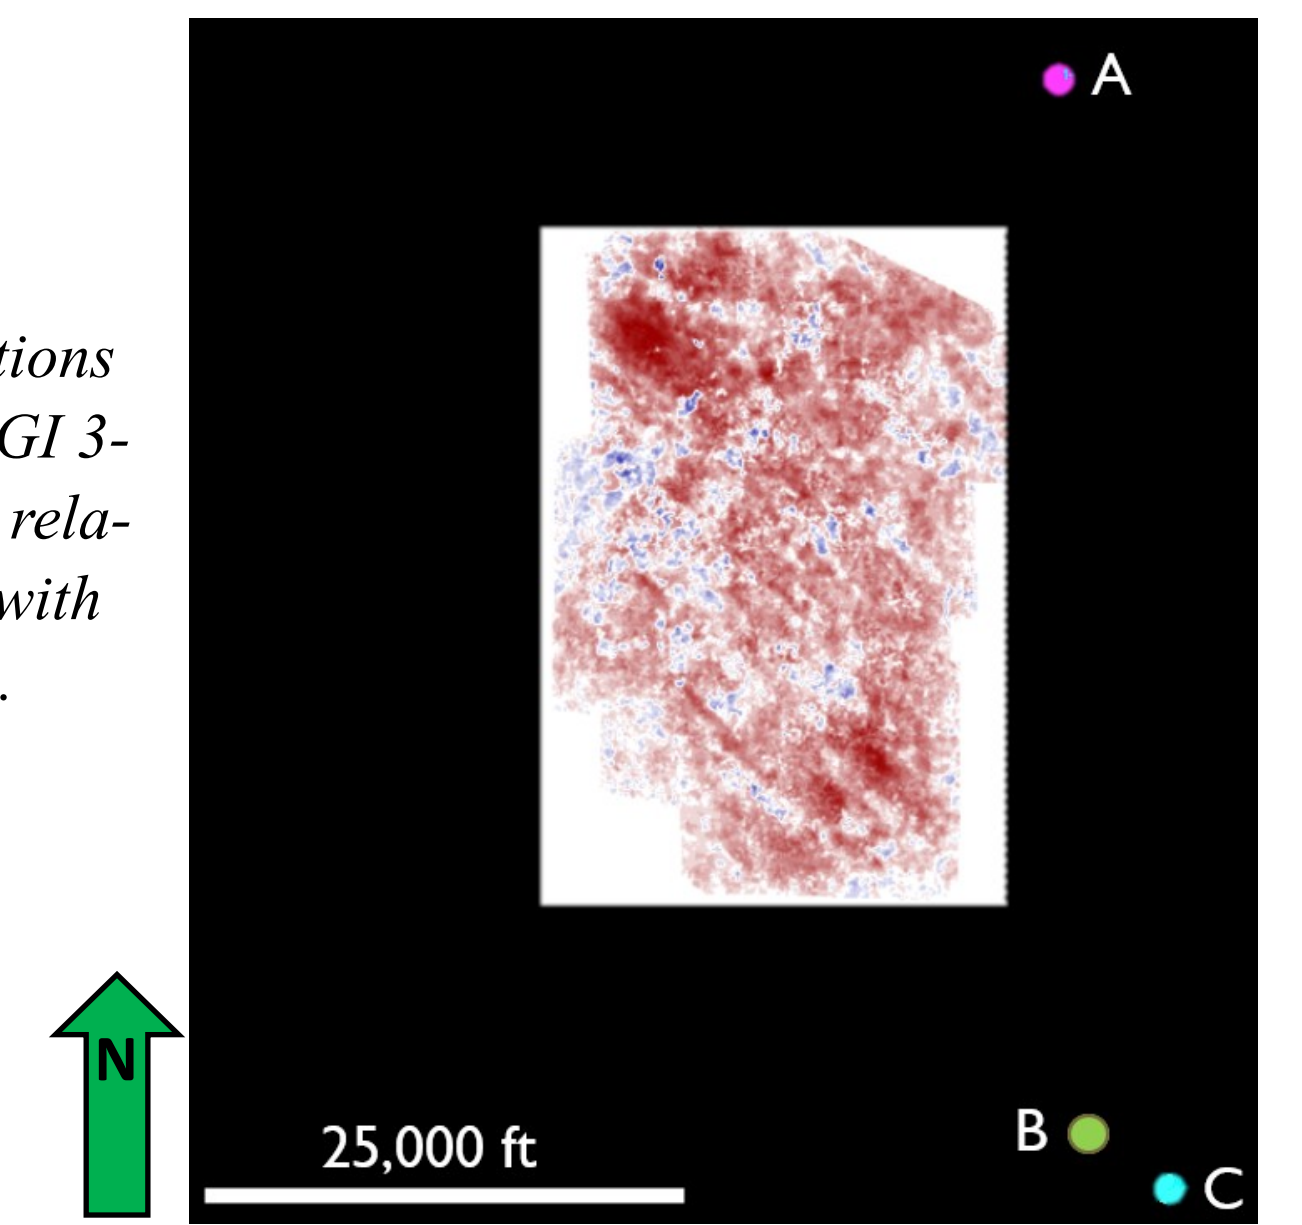 A
tions
GI 3-
rela-
with
.
N
25,000 ft
B
C